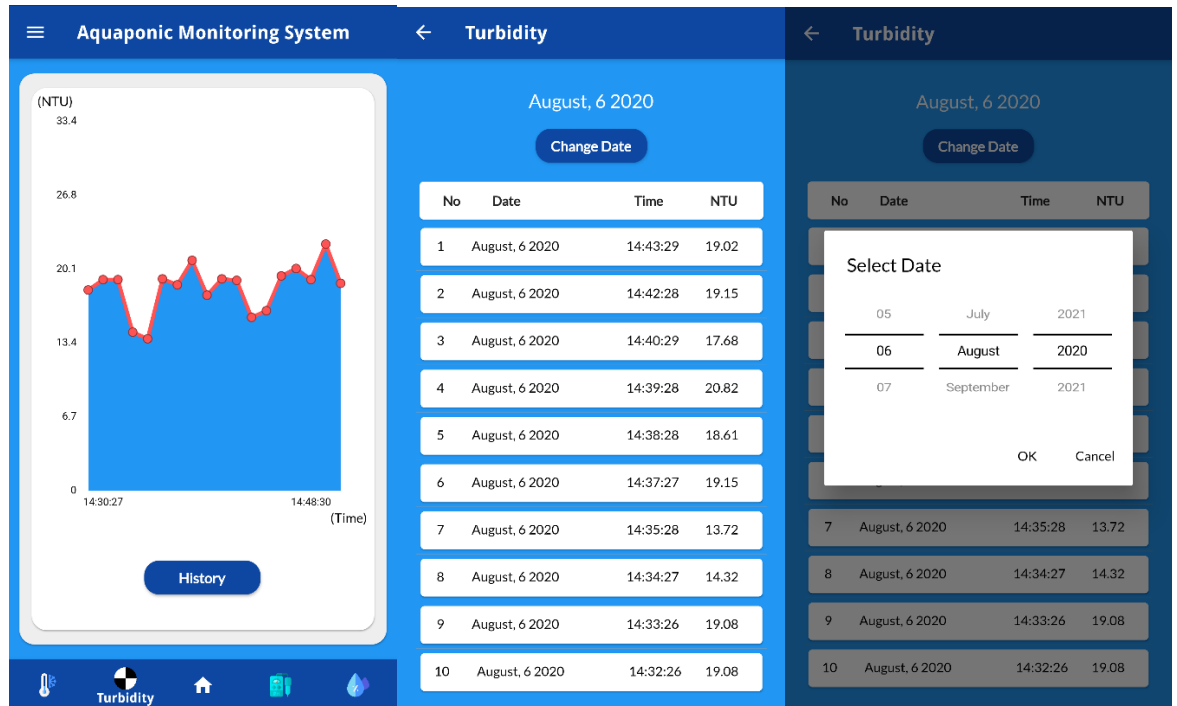 Aquaponic Monitoring System
(NTU)
33.4
26.8
20.1
13.4
6.7
0
14:30:27 14:48:30
(Time)
History
Turbidity
Turbidity
August, 6 2020
Change Date
No Date Time NTU
1 August, 6 2020 14:43:29 19.02
2 August, 6 2020 14:42:28 19.15
3 August, 6 2020 14:40:29 17.68
4 August, 6 2020 14:39:28 20.82
5 August, 6 2020 14:38:28 18.61
6 August, 6 2020 14:37:27 19.15
7 August, 6 2020 14:35:28 13.72
8 August, 6 2020 14:34:27 14.32
9 August, 6 2020 14:33:26 19.08
10 August, 6 2020 14:32:26 19.08
Turbidity
August, 6 2020
Change Date
No Date Time NTU
Select Date
05 July 2021
06 August 2020
07 September 2021
OK Cancel
7 August, 6 2020 14:35:28 13.72
8 August, 6 2020 14:34:27 14.32
9 August, 6 2020 14:33:26 19.08
10 August, 6 2020 14:32:26 19.08